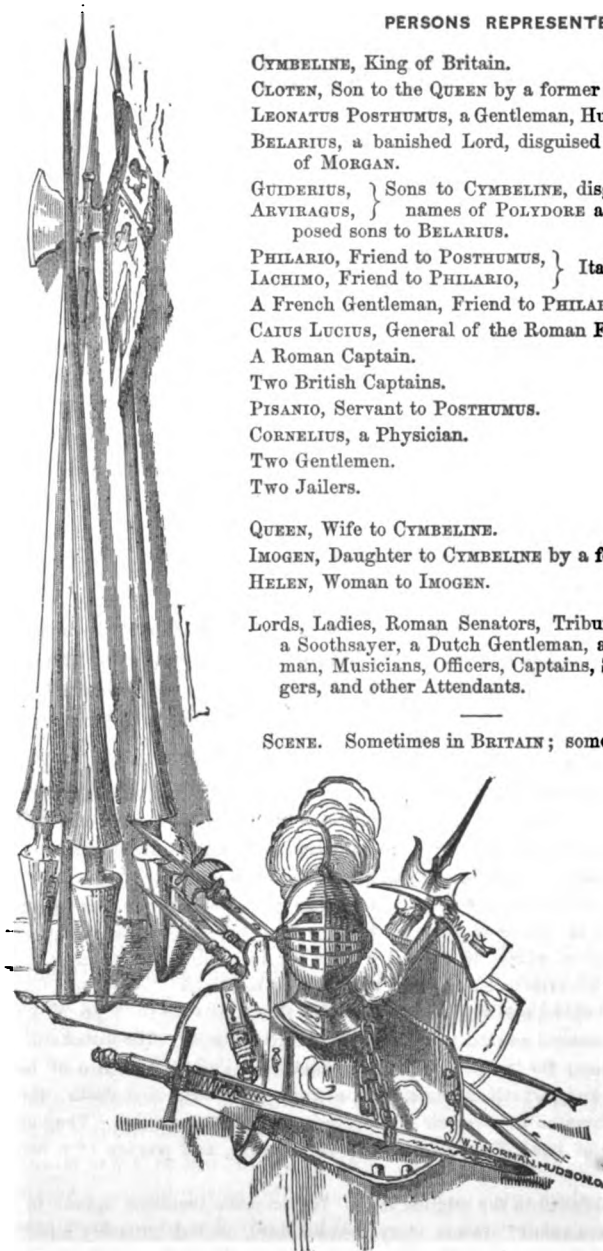 PERSONS REPRESENTE
CYMBELINE, King of Britain.
CLOTEN, Son to the QUEEN by a former
LEONATUS POSTHUMUS, a Gentleman, Hu
BELARIUS, a banished Lord, disguised
of MORGAN.
GUIDERIUS, } Sons to CYMBELINE, dis
ARVIRAGUS, } names of POLYDORE a
posed sons to BELARIUS.
PHILARIO, Friend to POSTHUMUS, } Ita
IACHIMO, Friend to PHILARIO, }
A French Gentleman, Friend to PHILA
CAIUS LUCIUS, General of the Roman F
A Roman Captain.
Two British Captains.
PISANIO, Servant to POSTHUMUS.
CORNELIUS, a Physician.
Two Gentlemen.
Two Jailers.
QUEEN, Wife to CYMBELINE.
IMOGEN, Daughter to CYMBELINE by a f
HELEN, Woman to IMOGEN.
Lords, Ladies, Roman Senators, Tribu
a Soothsayer, a Dutch Gentleman, a
man, Musicians, Officers, Captains,
gers, and other Attendants.
SCENE. Sometimes in BRITAIN; some
W.T.NORMAN.HUDSON.O